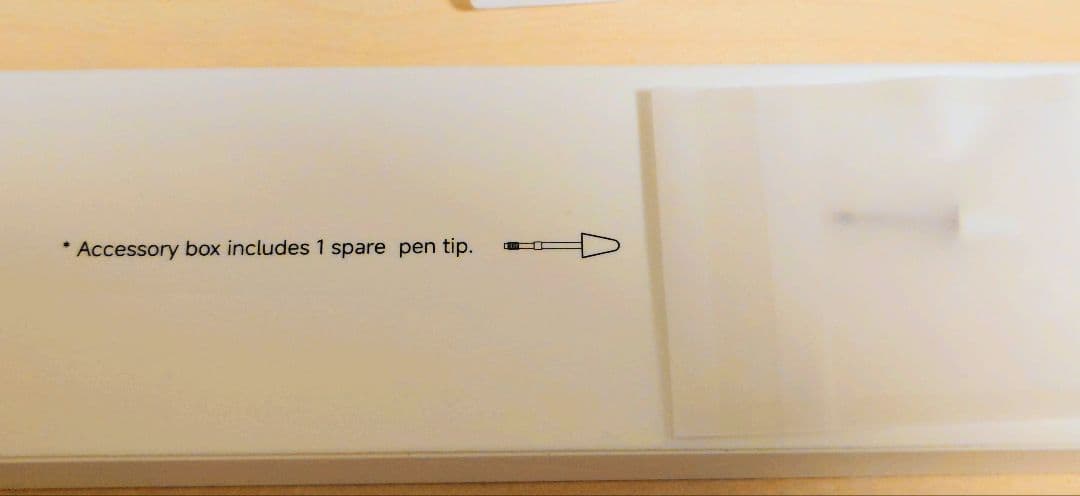 * Accessory box includes 1 spare pen tip.